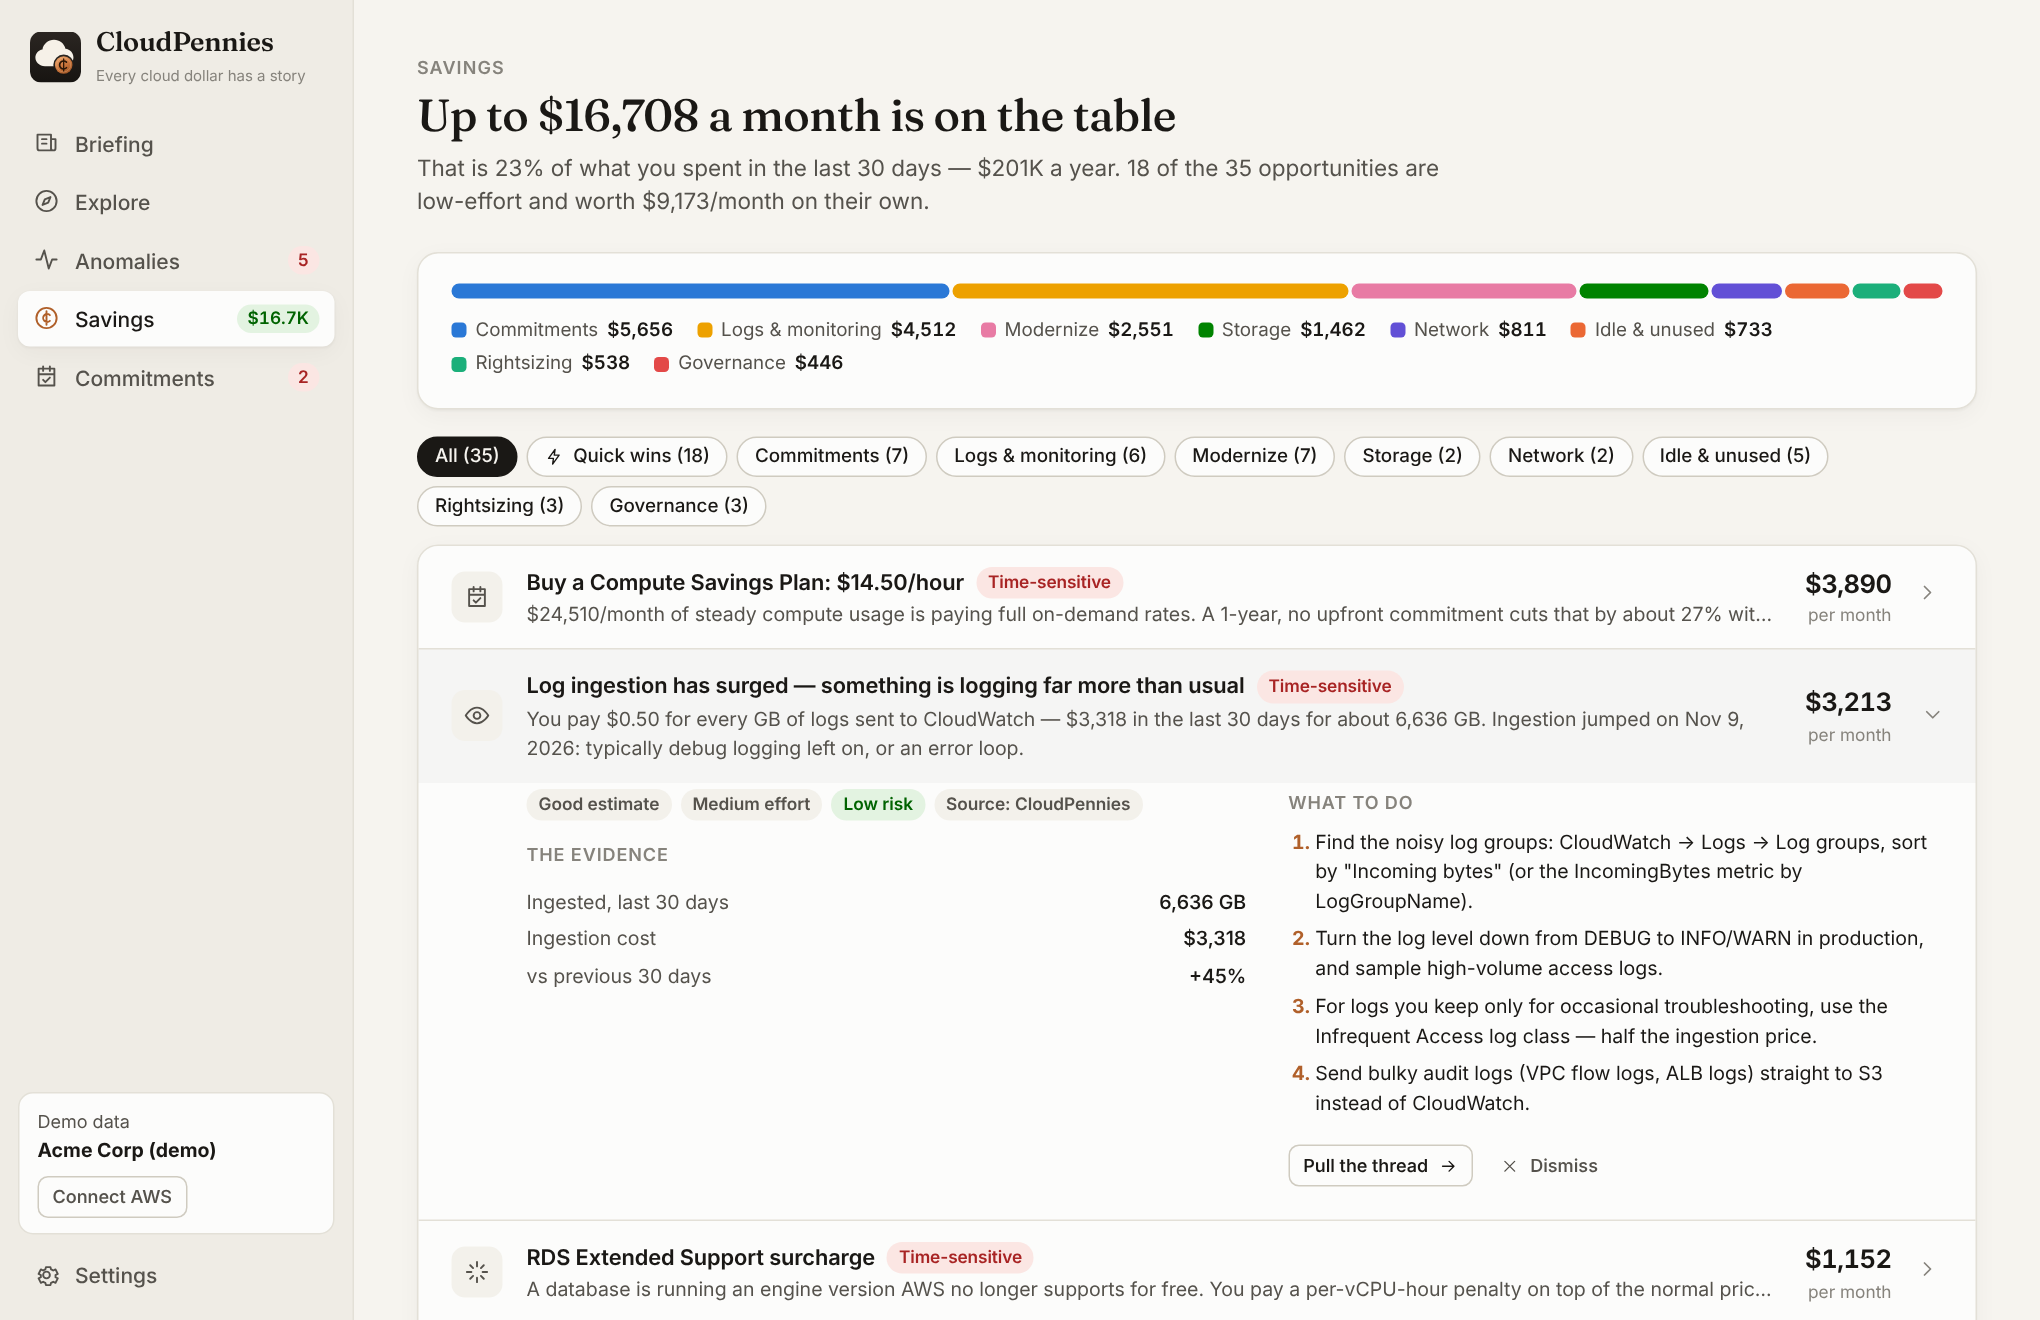 CloudPennies
Every cloud dollar has a story
Briefing
Explore
Anomalies 5
Savings $16.7K
Commitments 2
Demo data
Acme Corp (demo)
Connect AWS
Settings
SAVINGS
Up to $16,708 a month is on the table
That is 23% of what you spent in the last 30 days — $201K a year. 18 of the 35 opportunities are
low-effort and worth $9,173/month on their own.
Commitments $5,656 Logs & monitoring $4,512 Modernize $2,551 Storage $1,462 Network $811 Idle & unused $733
Rightsizing $538 Governance $446
All (35) Quick wins (18) Commitments (7) Logs & monitoring (6) Modernize (7) Storage (2) Network (2) Idle & unused (5)
Rightsizing (3) Governance (3)
Buy a Compute Savings Plan: $14.50/hour Time-sensitive
$24,510/month of steady compute usage is paying full on-demand rates. A 1-year, no upfront commitment cuts that by about 27% wit...
$3,890
per month
Log ingestion has surged — something is logging far more than usual Time-sensitive
You pay $0.50 for every GB of logs sent to CloudWatch — $3,318 in the last 30 days for about 6,636 GB. Ingestion jumped on Nov 9,
2026: typically debug logging left on, or an error loop.
$3,213
per month
Good estimate Medium effort Low risk Source: CloudPennies
THE EVIDENCE
Ingested, last 30 days 6,636 GB
Ingestion cost $3,318
vs previous 30 days +45%
WHAT TO DO
1. Find the noisy log groups: CloudWatch → Logs → Log groups, sort
by "Incoming bytes" (or the IncomingBytes metric by
LogGroupName).
2. Turn the log level down from DEBUG to INFO/WARN in production,
and sample high-volume access logs.
3. For logs you keep only for occasional troubleshooting, use the
Infrequent Access log class — half the ingestion price.
4. Send bulky audit logs (VPC flow logs, ALB logs) straight to S3
instead of CloudWatch.
Pull the thread → × Dismiss
RDS Extended Support surcharge Time-sensitive
A database is running an engine version AWS no longer supports for free. You pay a per-vCPU-hour penalty on top of the normal pric...
$1,152
per month